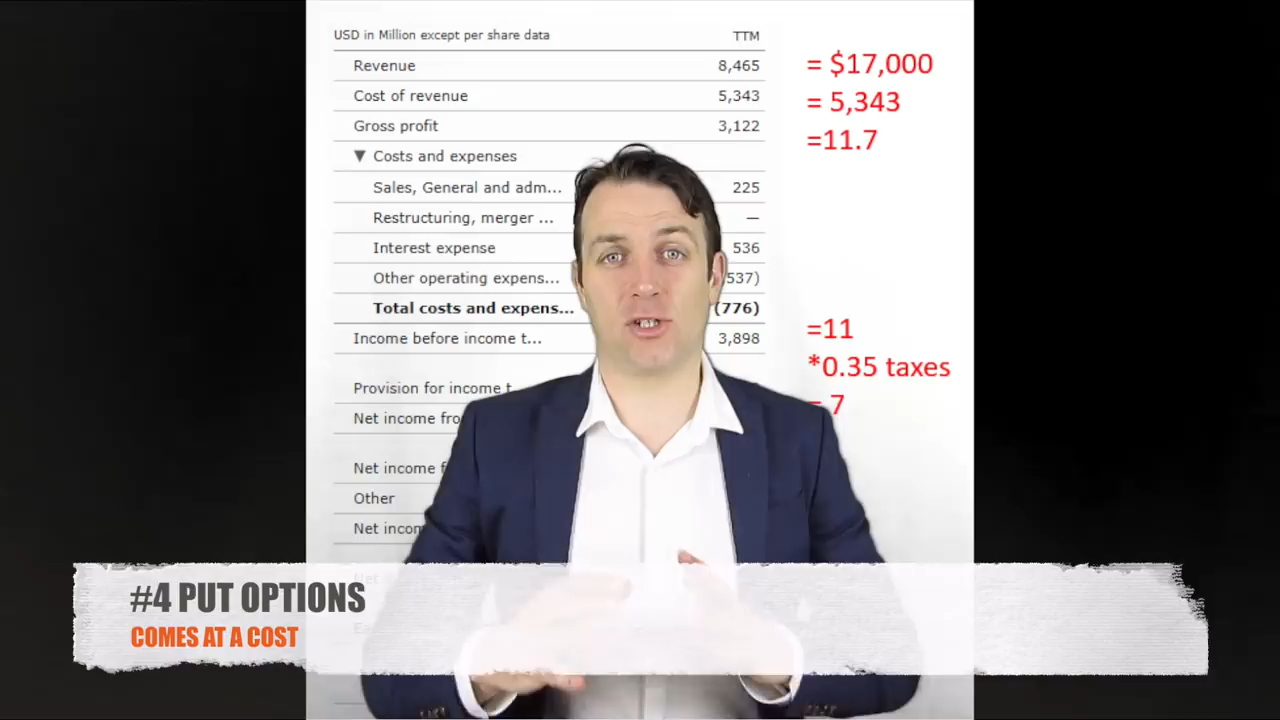 USD in Million except per share data TTM
Revenue 8,465 = $17,000
Cost of revenue 5,343 = 5,343
Gross profit 3,122 =11.7
▼ Costs and expenses
Sales, General and adm... 225
Restructuring, merger ... —
Interest expense 536
Other operating expens... 537)
Total costs and expens... (776) =11
Income before income t... 3,898
*0.35 taxes
Provision for income t
= 7
Net income fro
Net income f
Other
Net incom
#4 PUT OPTIONS
COMES AT A COST